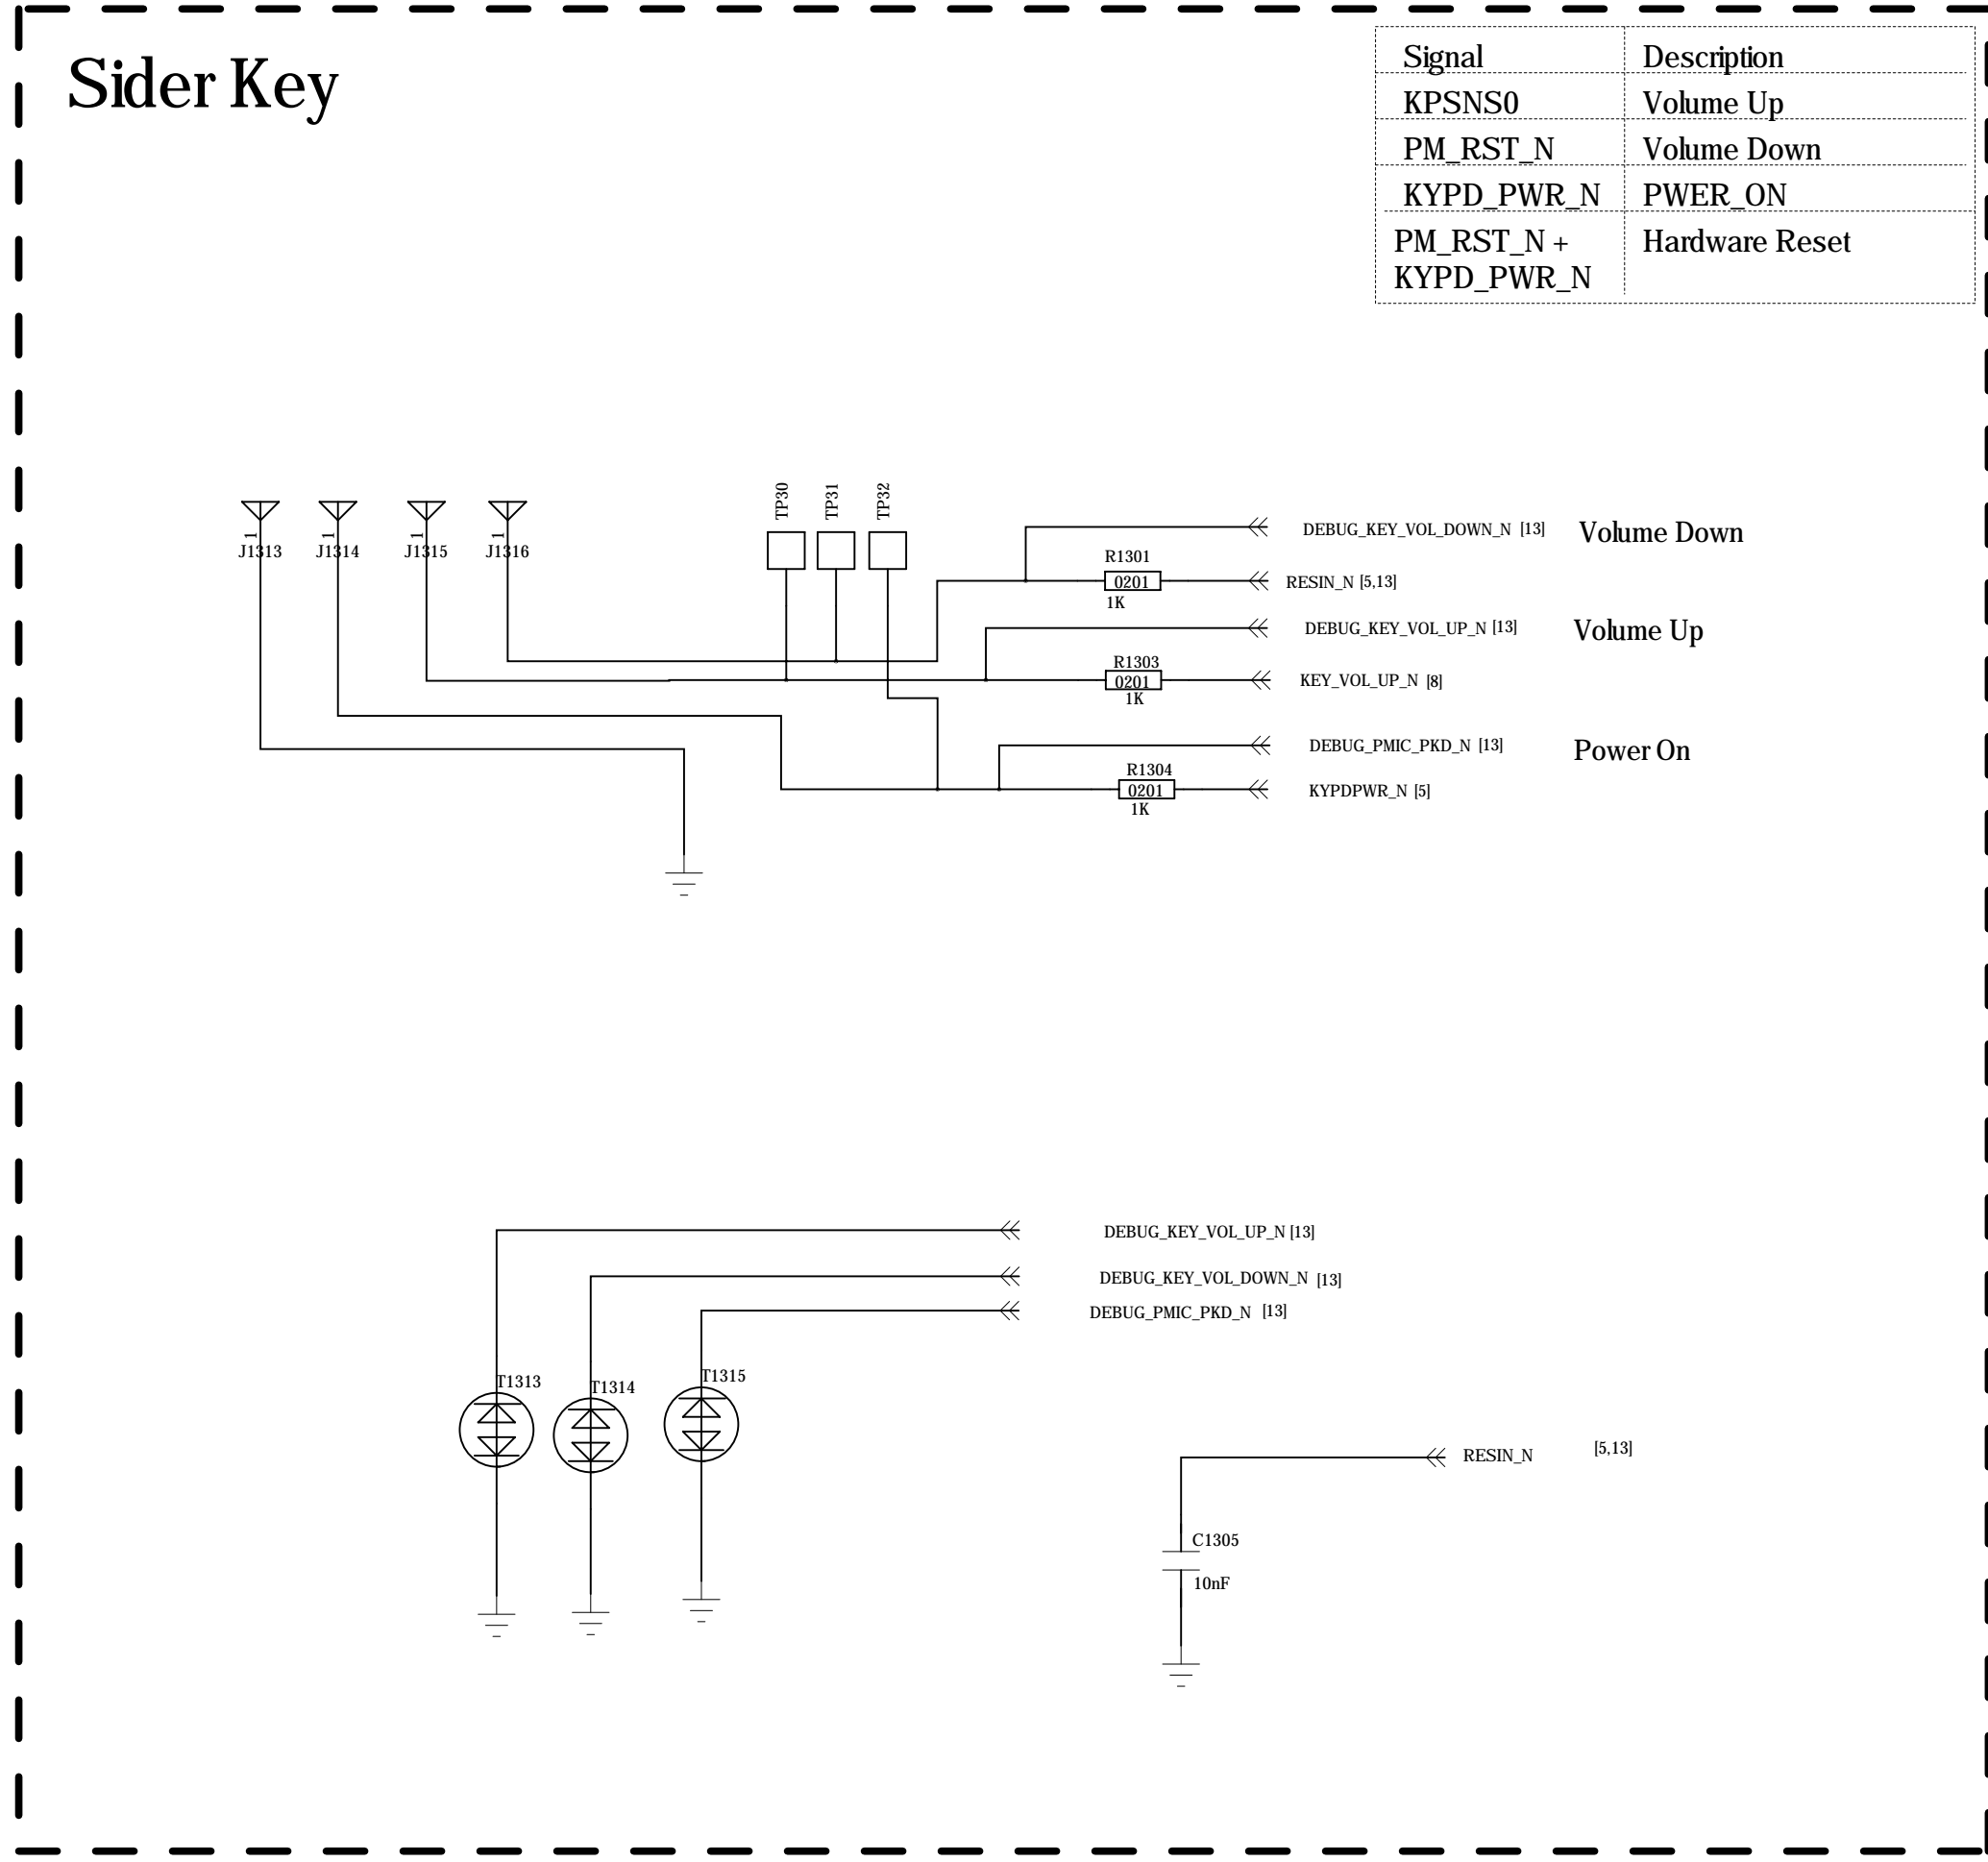 Sider Key
Signal Description
KPSNS0 Volume Up
PM_RST_N Volume Down
KYPD_PWR_N PWER_ON
PM_RST_N + Hardware Reset
KYPD_PWR_N
TP30 TP31 TP32
1 1 1 1
J1313 J1314 J1315 J1316
DEBUG_KEY_VOL_DOWN_N [13] Volume Down
R1301
0201 RESIN_N [5,13]
1K
DEBUG_KEY_VOL_UP_N [13] Volume Up
R1303
0201 KEY_VOL_UP_N [8]
1K
DEBUG_PMIC_PKD_N [13] Power On
R1304
0201 KYPDPWR_N [5]
1K
DEBUG_KEY_VOL_UP_N [13]
DEBUG_KEY_VOL_DOWN_N [13]
DEBUG_PMIC_PKD_N [13]
T1313 T1314 T1315
RESIN_N [5,13]
C1305
10nF